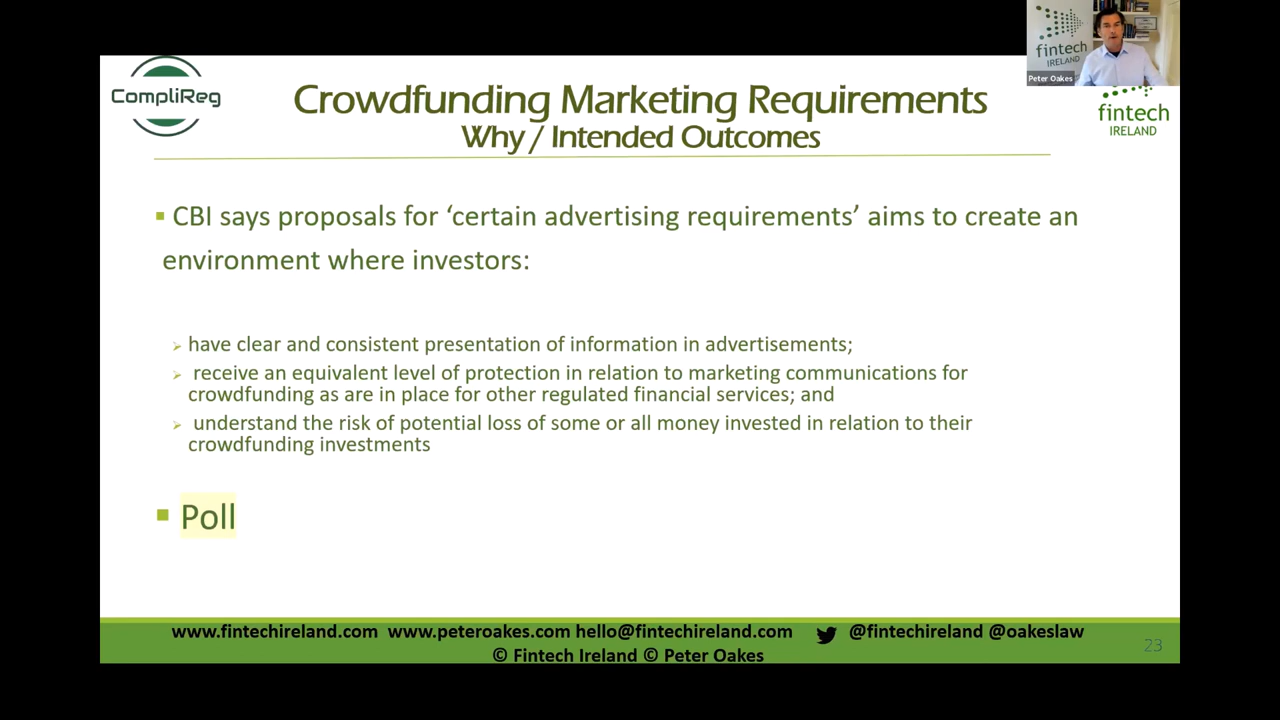 CompliReg
Crowdfunding Marketing Requirements
Why / Intended Outcomes
fintech
IRELAND
Peter Oakes
fintech
IRELAND
▪ CBI says proposals for ‘certain advertising requirements’ aims to create an
environment where investors:
➢ have clear and consistent presentation of information in advertisements;
➢ receive an equivalent level of protection in relation to marketing communications for
crowdfunding as are in place for other regulated financial services; and
➢ understand the risk of potential loss of some or all money invested in relation to their
crowdfunding investments
▪ Poll
www.fintechireland.com www.peteroakes.com hello@fintechireland.com @fintechireland @oakeslaw
© Fintech Ireland © Peter Oakes
23